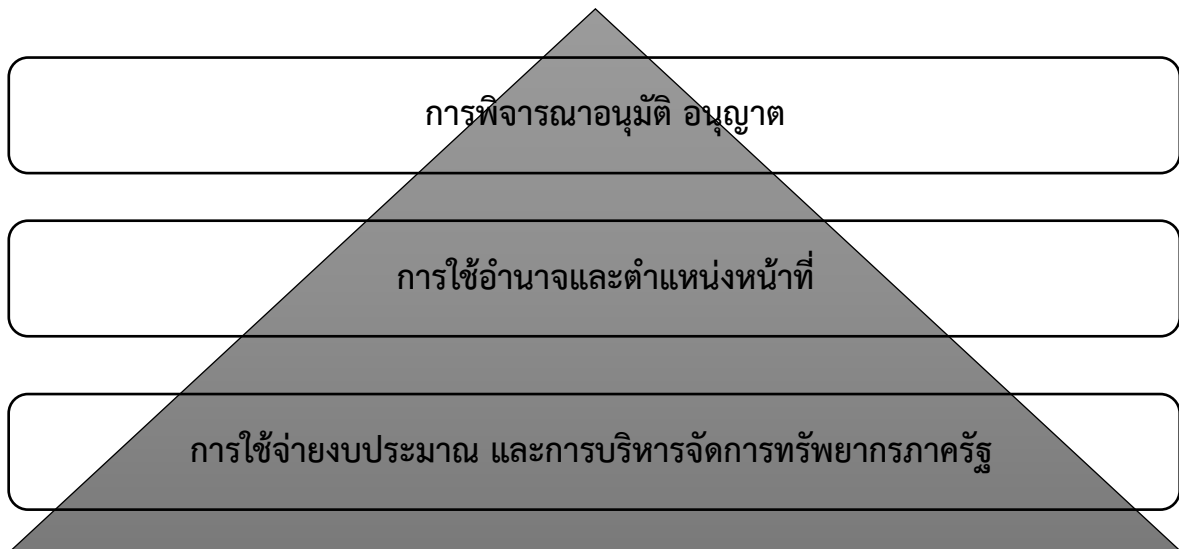 การพิจารณาอนุมัติ อนุญาต
การใช้อำนาจและตำแหน่งหน้าที่
การใช้จ่ายงบประมาณ และการบริหารจัดการทรัพยากรภาครัฐ